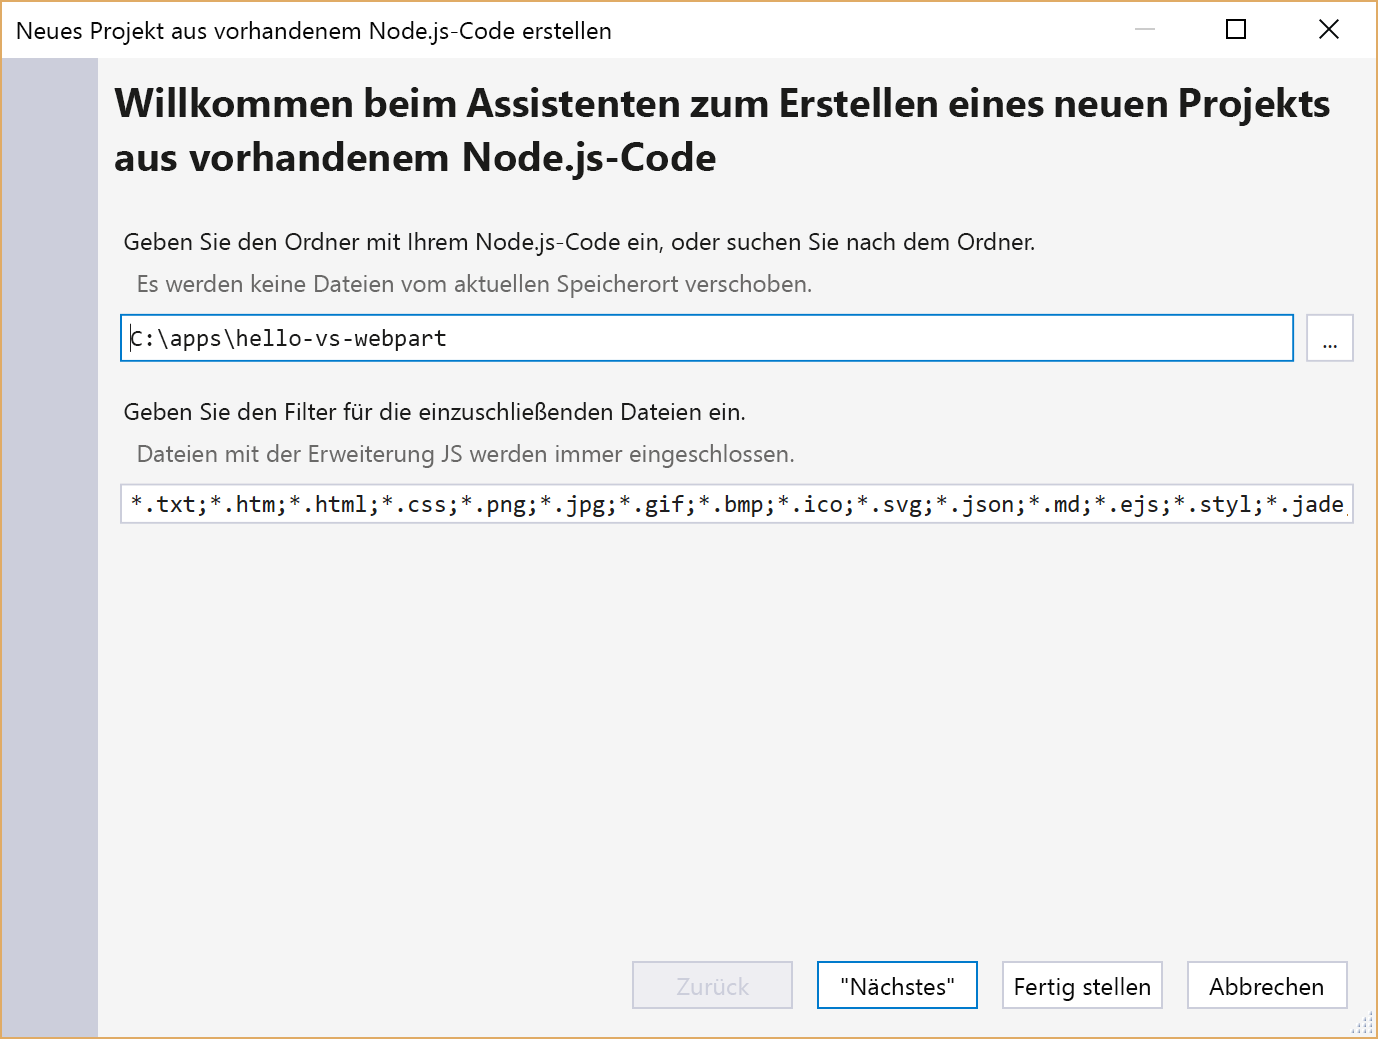 Neues Projekt aus vorhandenem Node.js-Code erstellen
Willkommen beim Assistenten zum Erstellen eines neuen Projekts
aus vorhandenem Node.js-Code
Geben Sie den Ordner mit Ihrem Node.js-Code ein, oder suchen Sie nach dem Ordner.
Es werden keine Dateien vom aktuellen Speicherort verschoben.
C:\apps\hello-vs-webpart
...
Geben Sie den Filter für die einzuschließenden Dateien ein.
Dateien mit der Erweiterung JS werden immer eingeschlossen.
*.txt;*.htm;*.html;*.css;*.png;*.jpg;*.gif;*.bmp;*.ico;*.svg;*.json;*.md;*.ejs;*.styl;*.jade
Zurück
"Nächstes"
Fertig stellen
Abbrechen